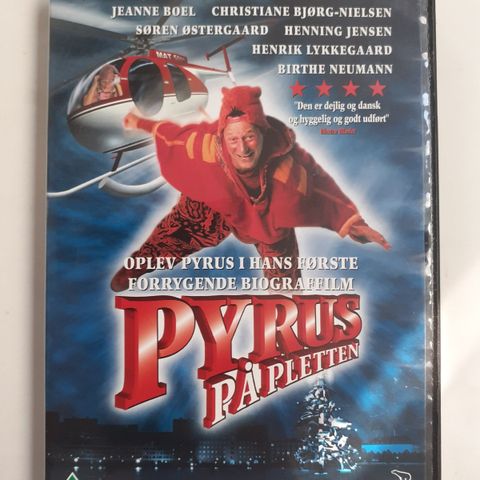 JEANNE BOEL CHRISTIANE BJØRG-NIELSEN
SØREN ØSTERGAARD HENNING JENSEN
HENRIK LYKKEGAARD
BIRTHE NEUMANN
"Den er dejlig og dansk
og hyggelig og godt udført"
OPLEV PYRUS I HANS FØRSTE
FORRYGENDE BIOGRAFFILM
PYRUS
PÅ PLETTEN